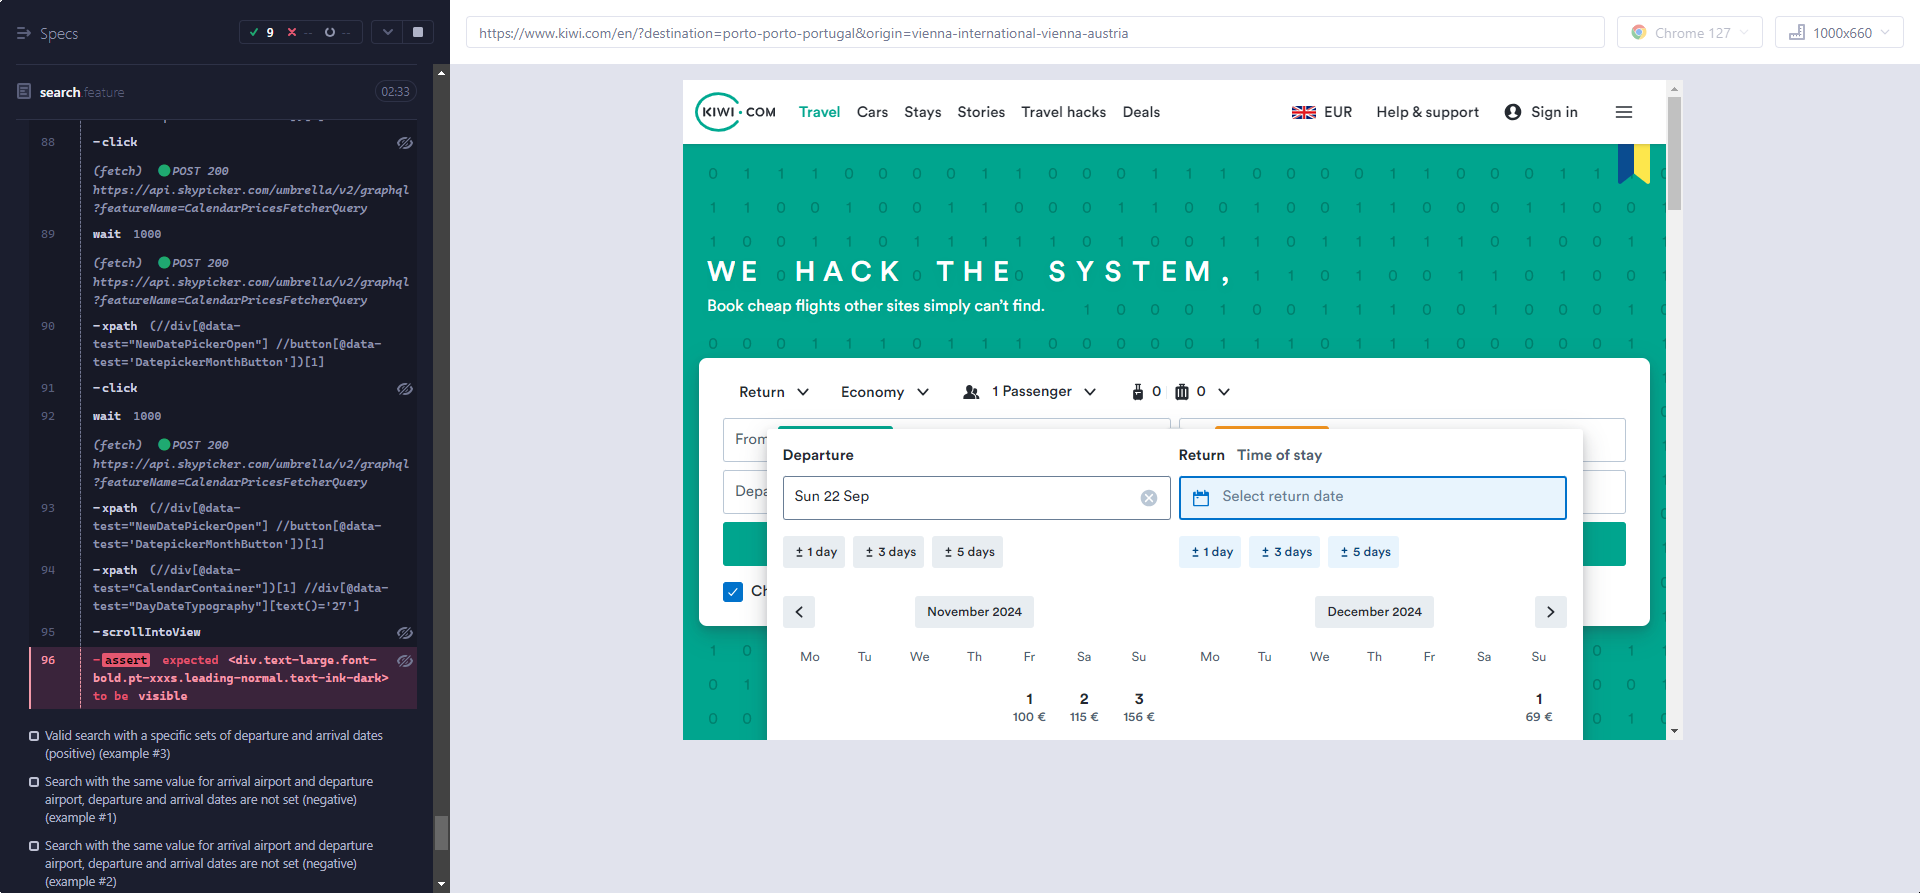 Specs
9
--
--
search.feature
02:33
88
-click
(fetch) POST 200
https://api.skypicker.com/umbrella/v2/graphql
?featureName=CalendarPricesFetcherQuery
89
wait 1000
(fetch) POST 200
https://api.skypicker.com/umbrella/v2/graphql
?featureName=CalendarPricesFetcherQuery
90
-xpath (//div[@data-
test="NewDatePickerOpen"] //button[@data-
test='DatepickerMonthButton'])[1]
91
-click
92
wait 1000
(fetch) POST 200
https://api.skypicker.com/umbrella/v2/graphql
?featureName=CalendarPricesFetcherQuery
93
-xpath (//div[@data-
test="NewDatePickerOpen"] //button[@data-
test='DatepickerMonthButton'])[1]
94
-xpath (//div[@data-
test="CalendarContainer"])[1] //div[@data-
test="DayDateTypography"][text()='27']
95
-scrollIntoView
96
-assert expected <div.text-large.font-
bold.pt-xxxs.leading-normal.text-ink-dark>
to be visible
Valid search with a specific sets of departure and arrival dates
(positive) (example #3)
Search with the same value for arrival airport and departure
airport, departure and arrival dates are not set (negative)
(example #1)
Search with the same value for arrival airport and departure
airport, departure and arrival dates are not set (negative)
(example #2)
https://www.kiwi.com/en/?destination=porto-porto-portugal&origin=vienna-international-vienna-austria
Chrome 127
1000x660
KIWI.COM
Travel Cars Stays Stories Travel hacks Deals
EUR Help & support Sign in
WE HACK THE SYSTEM,
Book cheap flights other sites simply can't find.
Return Economy 1 Passenger 0 0
From
Depa
Ch
Departure
Return Time of stay
Sun 22 Sep
Select return date
± 1 day ± 3 days ± 5 days
± 1 day ± 3 days ± 5 days
November 2024
December 2024
Mo Tu We Th Fr Sa Su
Mo Tu We Th Fr Sa Su
1 2 3
100 € 115 € 156 €
1
69 €